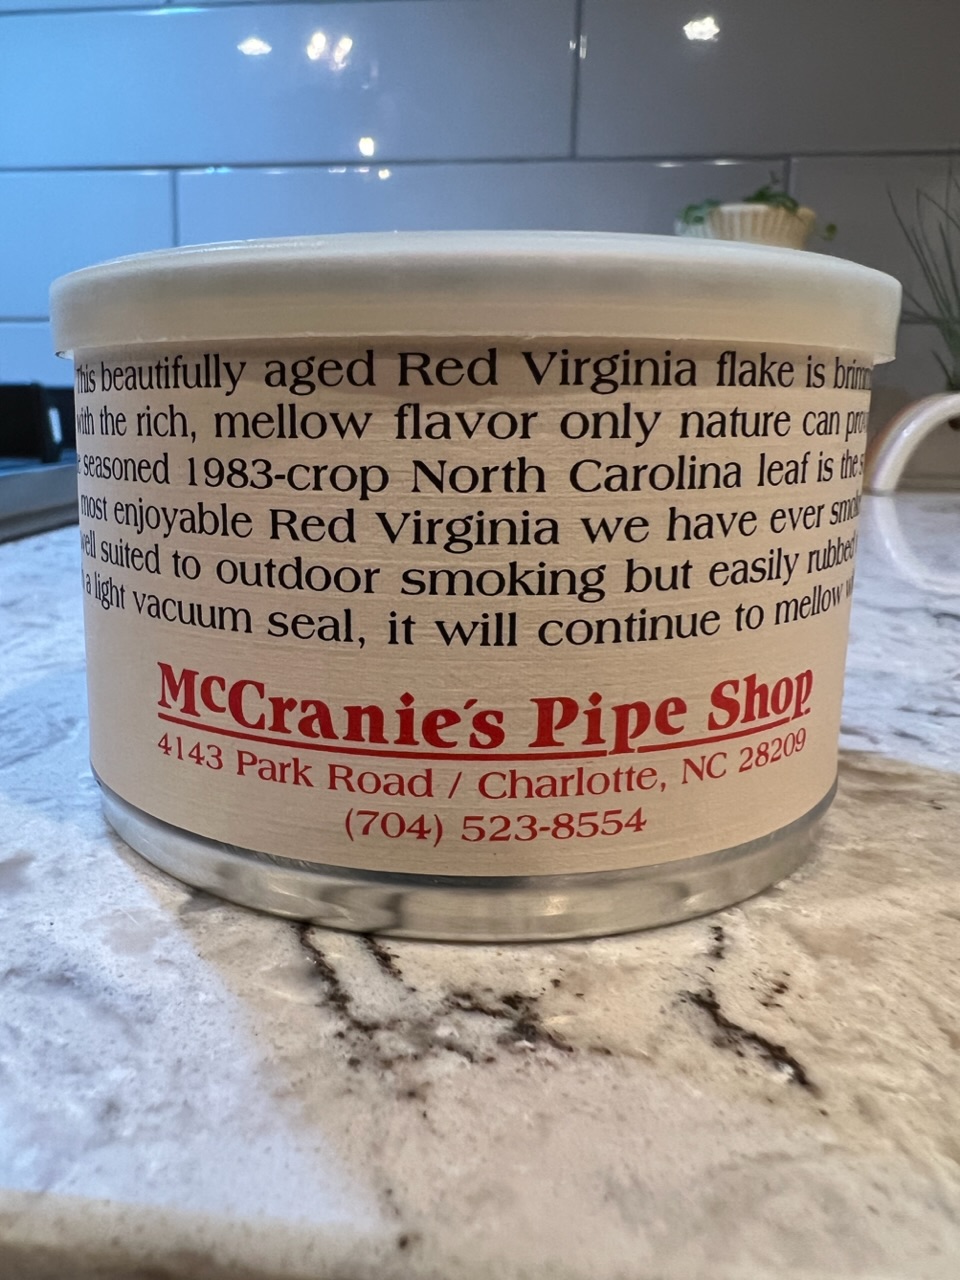 This beautifully aged Red Virginia flake is
with the rich, mellow flavor only nature can
seasoned 1983-crop North Carolina leaf is the
most enjoyable Red Virginia we have ever
suited to outdoor smoking but easily rubbed
a light vacuum seal, it will continue to mellow
McCranie's Pipe Shop
4143 Park Road / Charlotte, NC 28209
(704) 523-8554